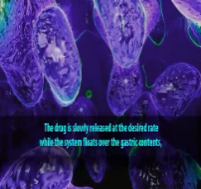 The drug is slowly released at the desired rate
while the system floats over the gastric contents,